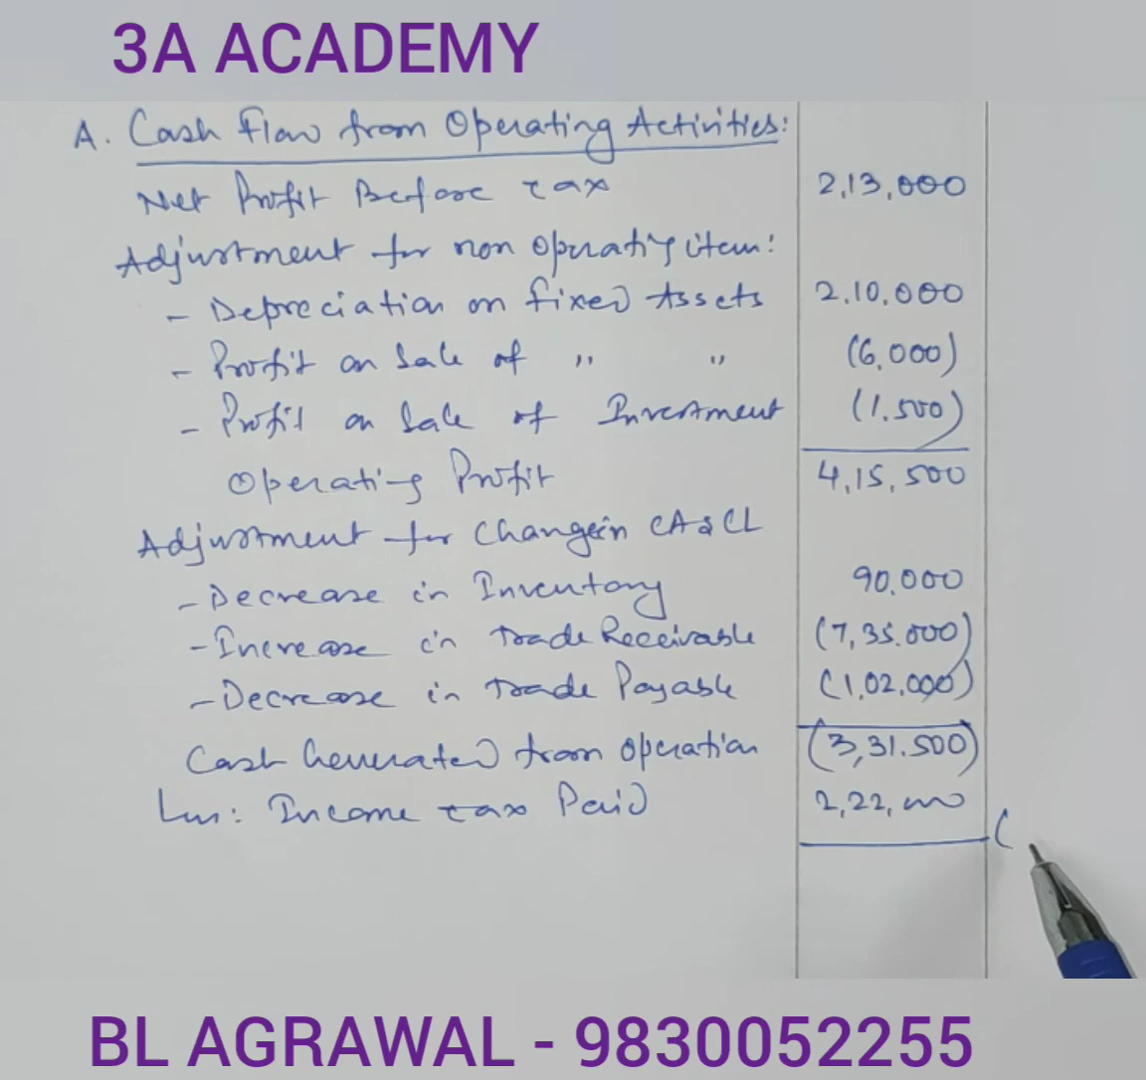 3A ACADEMY
A. Cash Flow from Operating Activities:
Net Profit Before tax 2,13,000
Adjustment for non operating item:
- Depreciation on fixed Assets 2,10,000
- Profit on Sale of " " (6,000)
- Profit on Sale of Investment (1,500)
Operating Profit 4,15,500
Adjustment for Change in CA & CL
- Decrease in Inventory 90,000
- Increase in Trade Receivable (7,35,000)
- Decrease in Trade Payable (1,02,000)
Cash Generated from operation (3,31,500)
Less: Income tax Paid 2,22,000
(
BL AGRAWAL - 9830052255